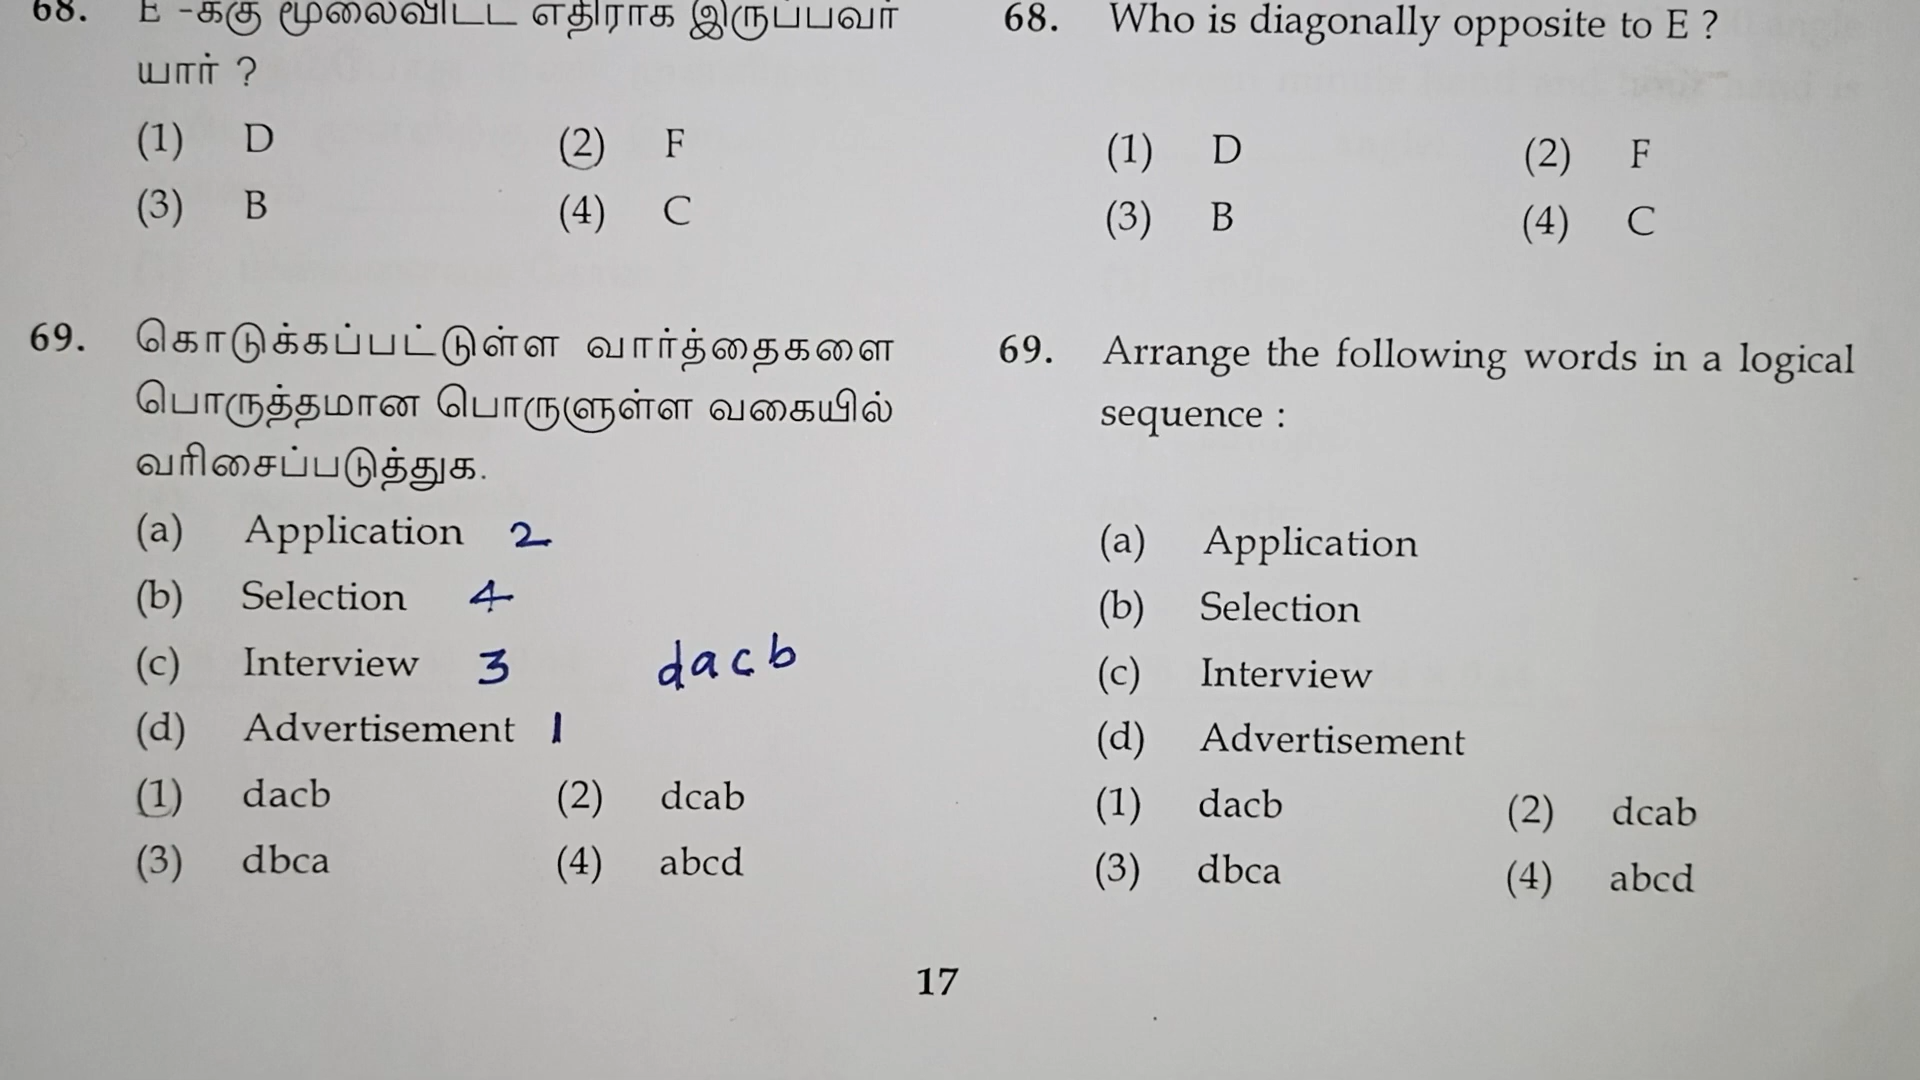 68. E -க்கு மூலைவிட்ட எதிராக இருப்பவர்
யார் ?
(1) D (2) F
(3) B (4) C
69. கொடுக்கப்பட்டுள்ள வார்த்தைகளை
பொருத்தமான பொருளுள்ள வகையில்
வரிசைப்படுத்துக.
(a) Application 2
(b) Selection 4
(c) Interview 3 dacb
(d) Advertisement 1
(1) dacb (2) dcab
(3) dbca (4) abcd
68. Who is diagonally opposite to E ?
(1) D (2) F
(3) B (4) C
69. Arrange the following words in a logical
sequence :
(a) Application
(b) Selection
(c) Interview
(d) Advertisement
(1) dacb (2) dcab
(3) dbca (4) abcd
17